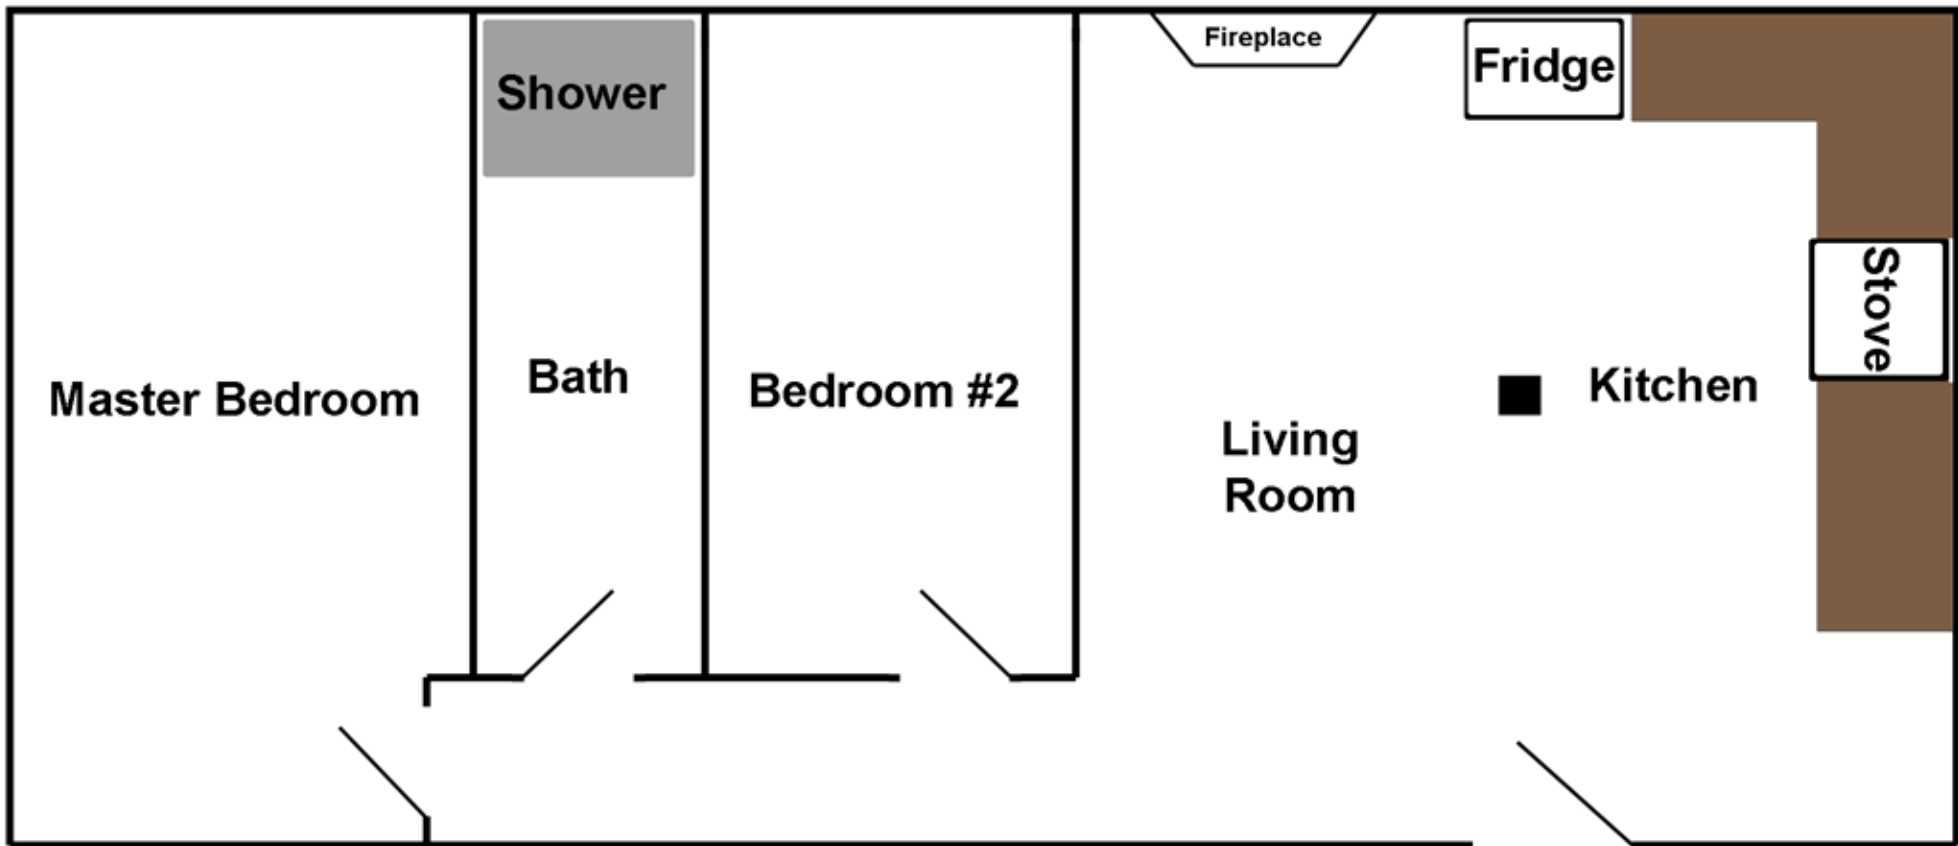 Fireplace
Fridge
Shower
Stove
Master Bedroom
Bath
Bedroom #2
Living
Room
Kitchen